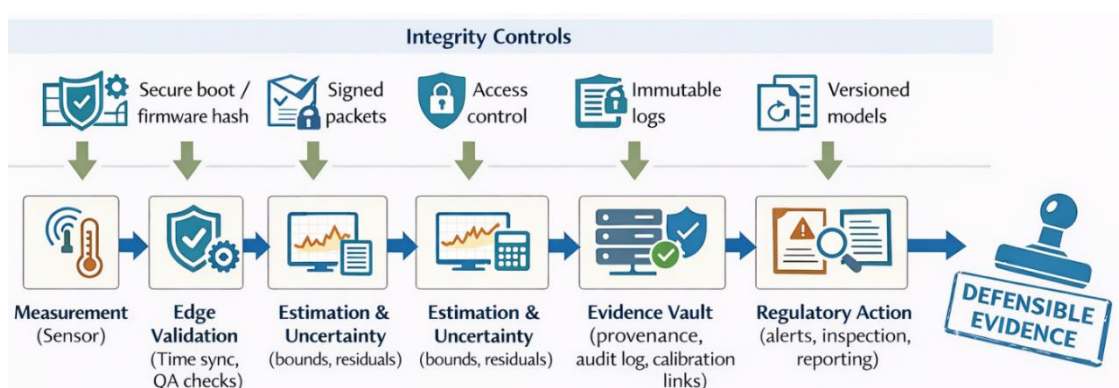 Integrity Controls
Secure boot /
firmware hash
Signed
packets
Access
control
Immutable
logs
Versioned
models
Measurement
(Sensor)
Edge
Validation
(Time sync,
QA checks)
Estimation &
Uncertainty
(bounds, residuals)
Estimation &
Uncertainty
(bounds, residuals)
Evidence Vault
(provenance,
audit log, calibration
links)
Regulatory Action
(alerts, inspection,
reporting)
DEFENSIBLE
EVIDENCE